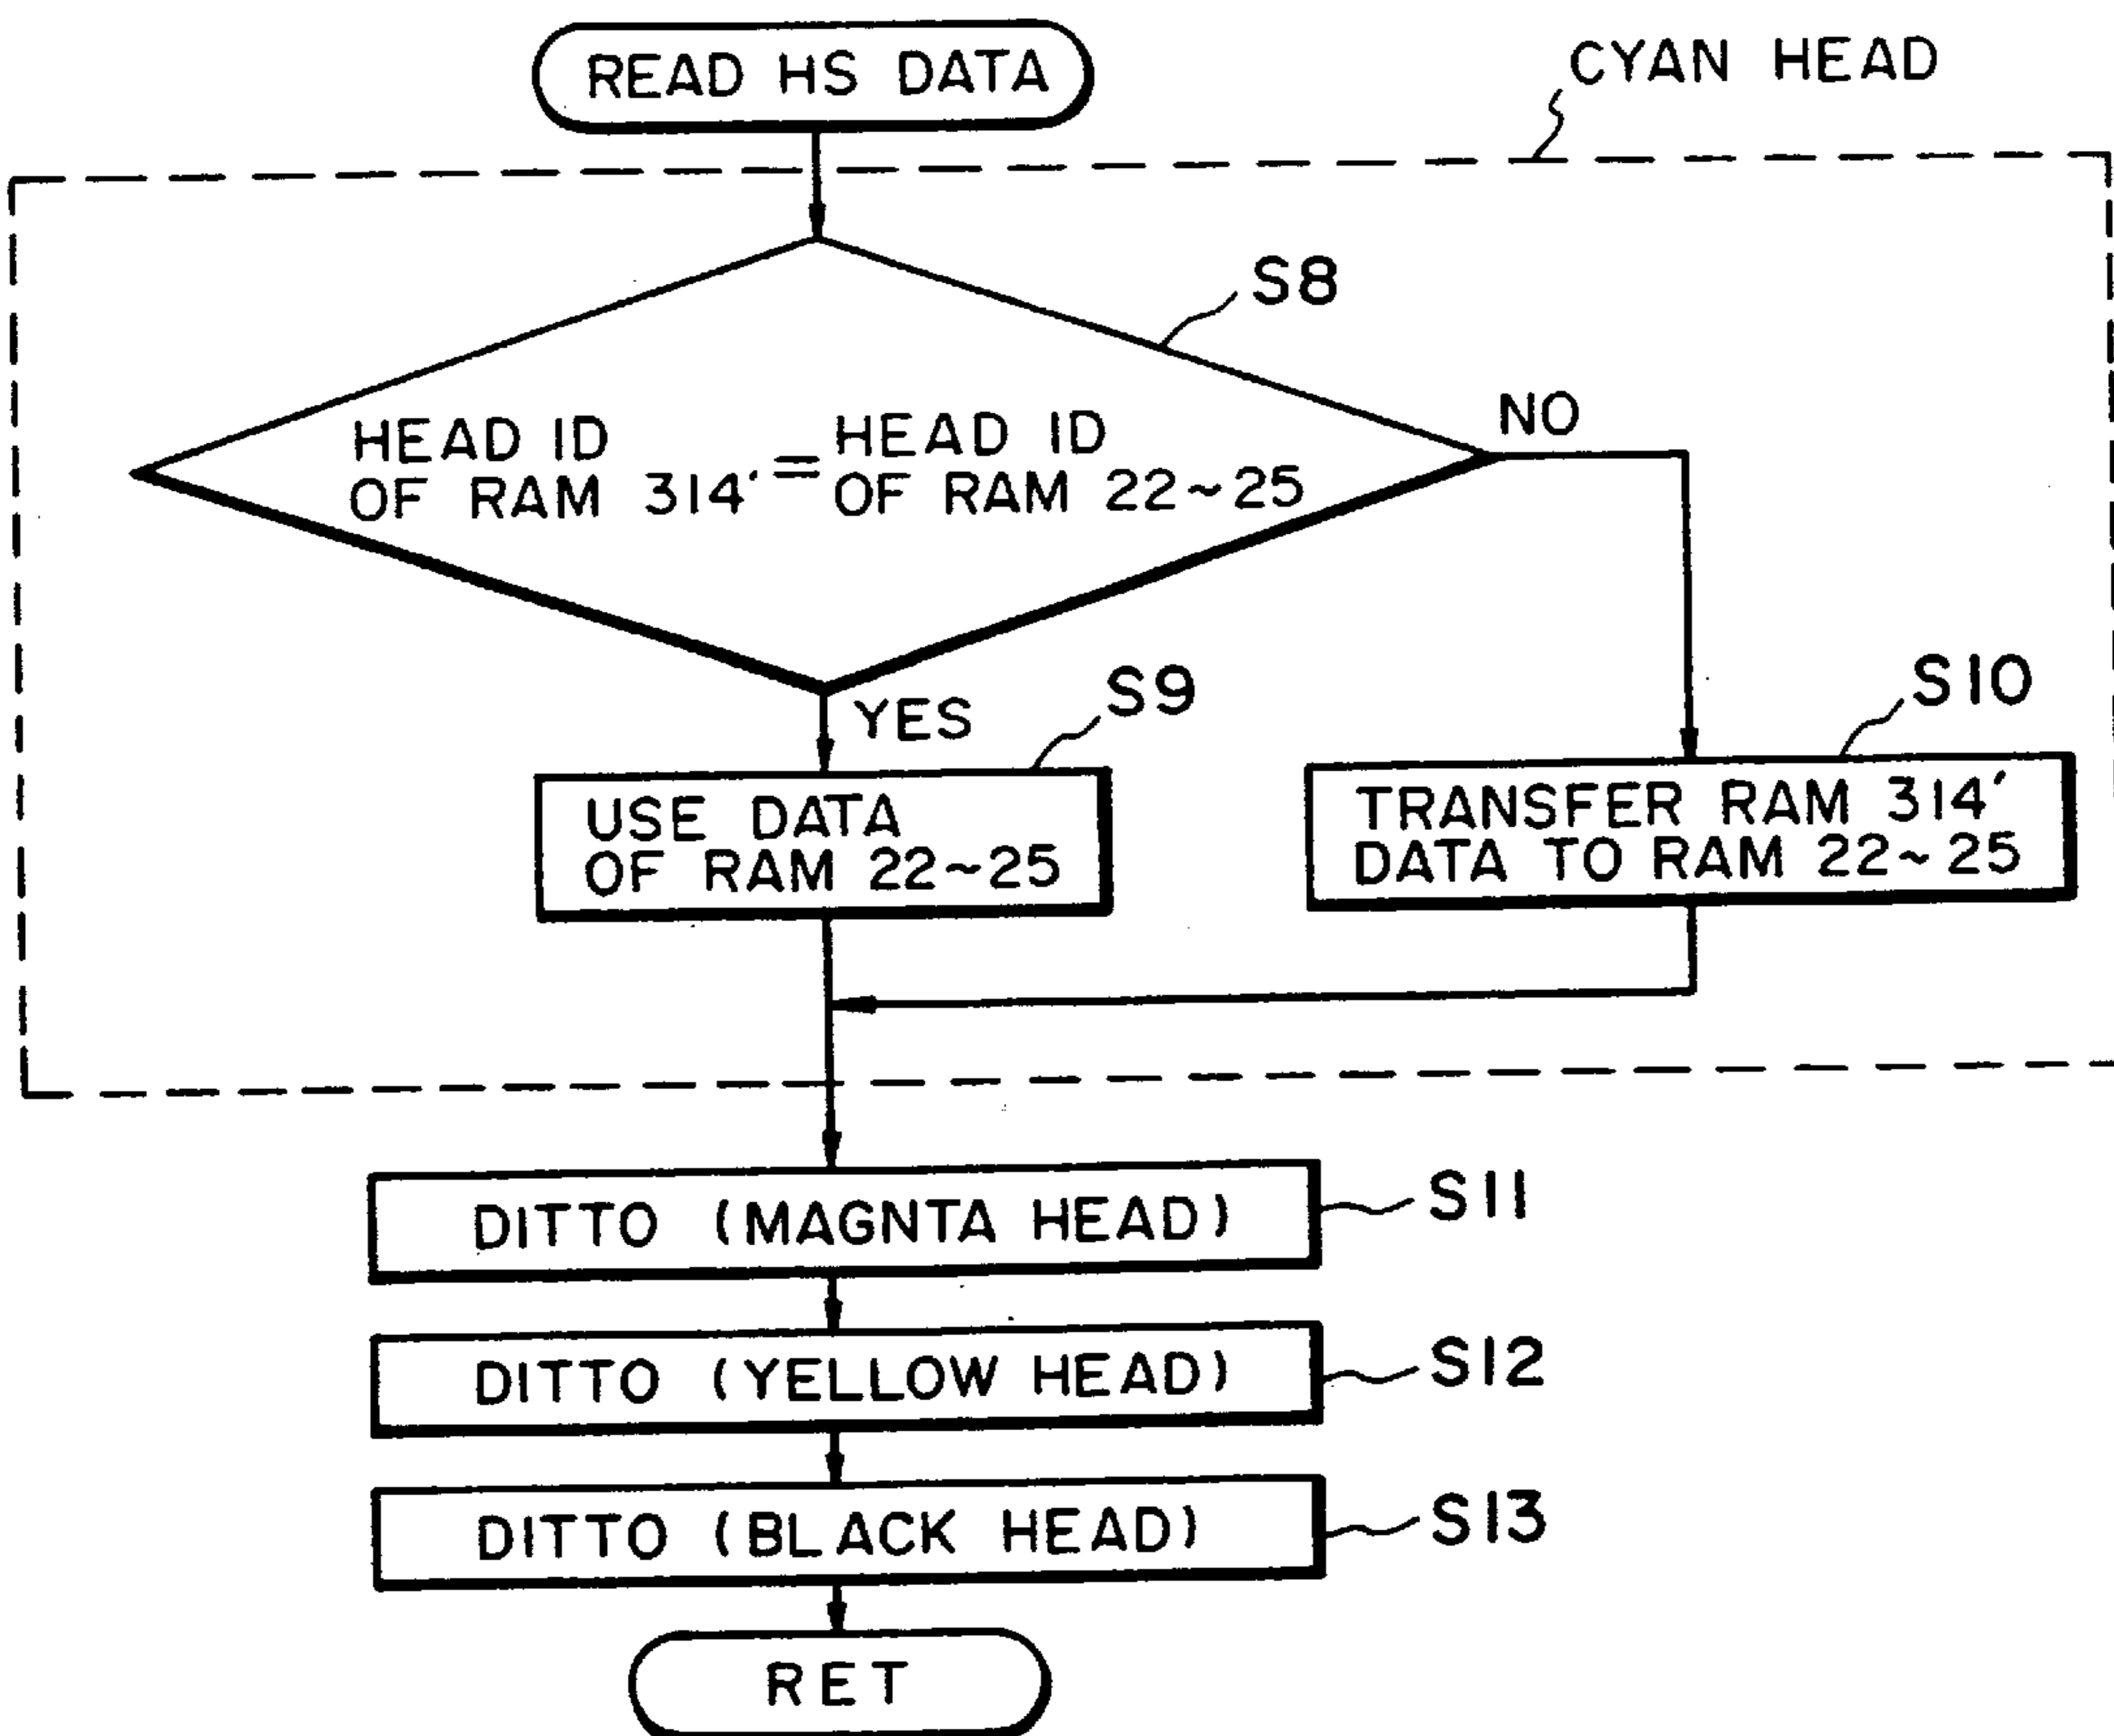 READ HS DATA
CYAN HEAD
S8
HEAD ID
OF RAM 314'
=
HEAD ID
OF RAM 22~25
NO
YES
S9
USE DATA
OF RAM 22~25
S10
TRANSFER RAM 314'
DATA TO RAM 22~25
DITTO (MAGNTA HEAD)
S11
DITTO (YELLOW HEAD)
S12
DITTO (BLACK HEAD)
S13
RET